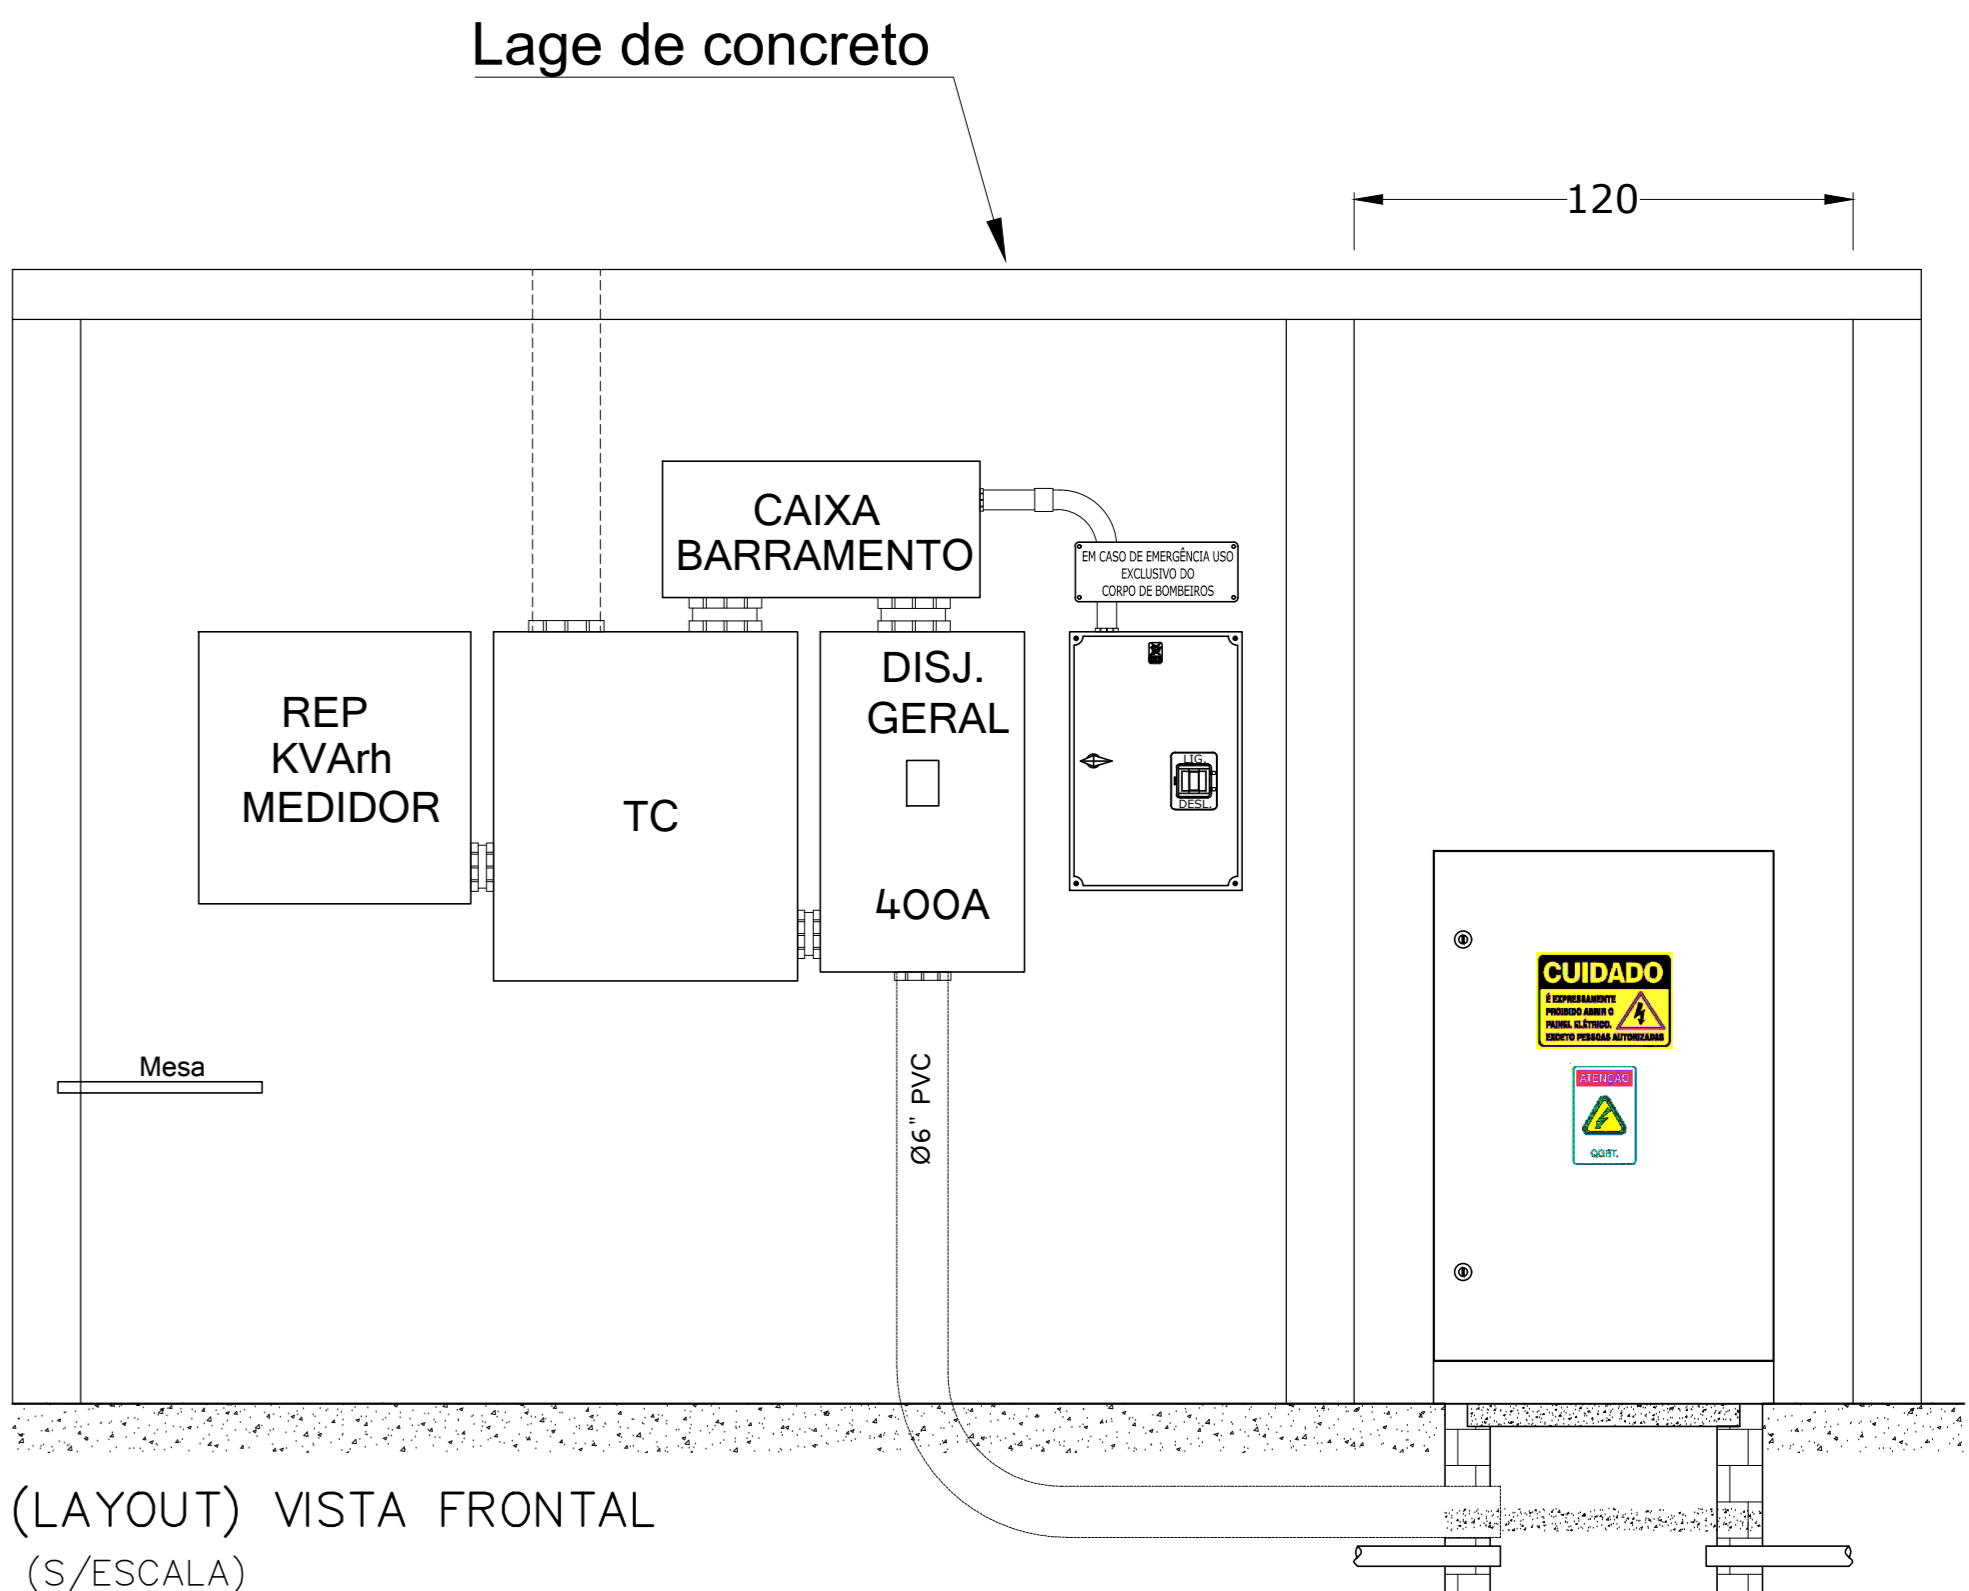 Lage de concreto
120
CAIXA
BARRAMENTO
EM CASO DE EMERGÊNCIA USO
EXCLUSIVO DO
CORPO DE BOMBEIROS
REP
KVArh
MEDIDOR
TC
DISJ.
GERAL
400A
LIG.
DESL.
CUIDADO
É EXPRESSAMENTE
PROIBIDO ABRIR O
PAINEL ELÉTRICO.
EXCETO PESSOAS AUTORIZADAS
ATENÇÃO
QGBT.
Mesa
Ø6" PVC
(LAYOUT) VISTA FRONTAL
(S/ESCALA)